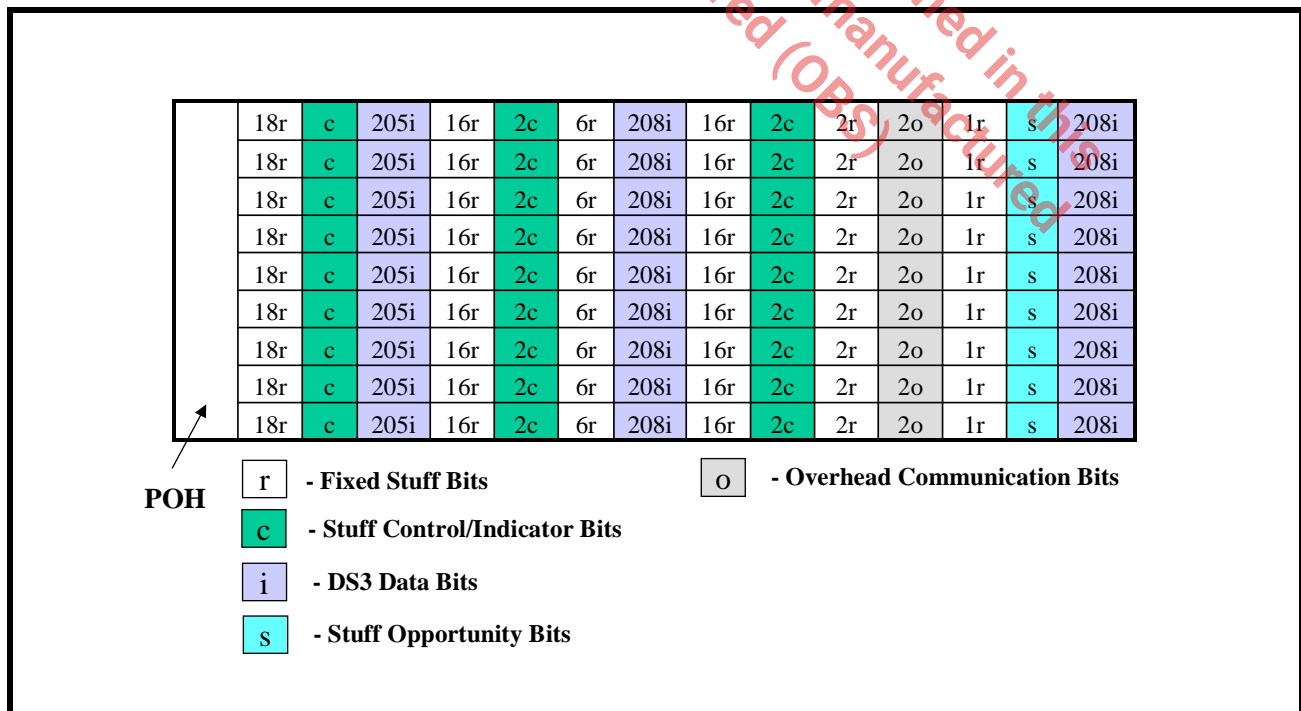 ned in this
manufactured
red (OBS)
18r c 205i 16r 2c 6r 208i 16r 2c 2r 2o 1r s 208i
18r c 205i 16r 2c 6r 208i 16r 2c 2r 2o 1r s 208i
18r c 205i 16r 2c 6r 208i 16r 2c 2r 2o 1r s 208i
18r c 205i 16r 2c 6r 208i 16r 2c 2r 2o 1r s 208i
18r c 205i 16r 2c 6r 208i 16r 2c 2r 2o 1r s 208i
18r c 205i 16r 2c 6r 208i 16r 2c 2r 2o 1r s 208i
18r c 205i 16r 2c 6r 208i 16r 2c 2r 2o 1r s 208i
18r c 205i 16r 2c 6r 208i 16r 2c 2r 2o 1r s 208i
18r c 205i 16r 2c 6r 208i 16r 2c 2r 2o 1r s 208i
POH
r - Fixed Stuff Bits
o - Overhead Communication Bits
c - Stuff Control/Indicator Bits
i - DS3 Data Bits
s - Stuff Opportunity Bits